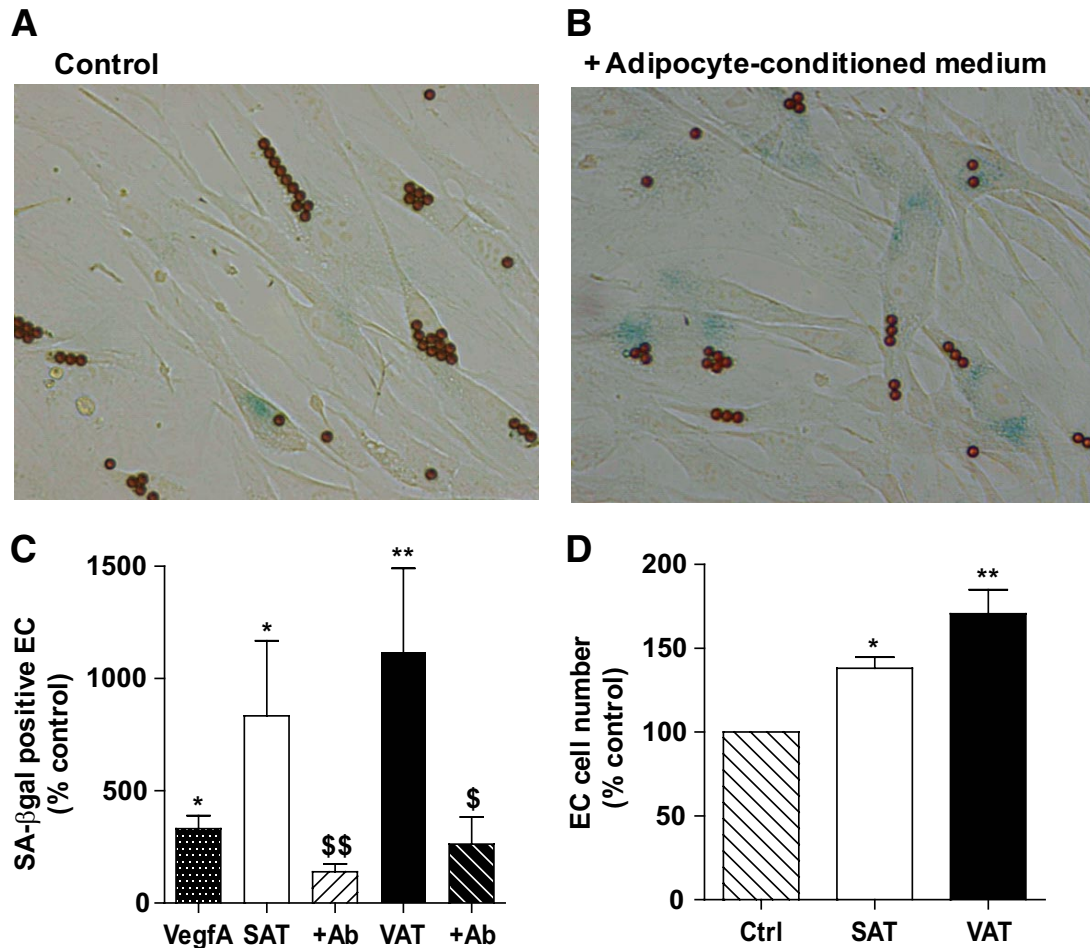 A
Control
B
+ Adipocyte-conditioned medium
C
SA-βgal positive EC
(% control)
1500
1000
500
0
*
*
$$
**
$
VegfA SAT +Ab VAT +Ab
D
EC cell number
(% control)
200
150
100
50
0
*
**
Ctrl SAT VAT